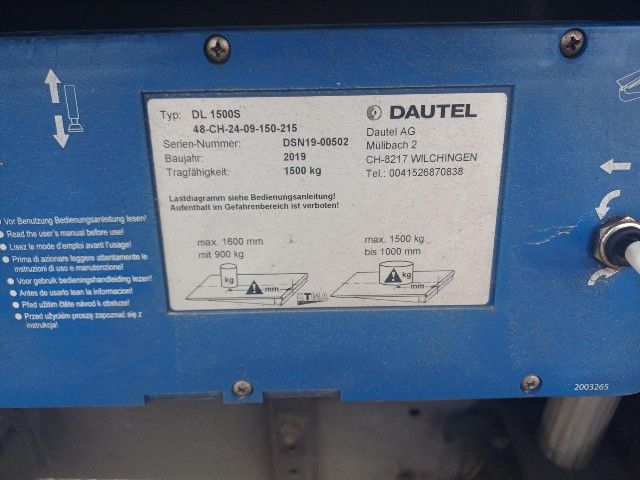 Typ: DL 1500S
48-CH-24-09-150-215
Serien-Nummer: DSN19-00502
Baujahr: 2019
Tragfähigkeit: 1500 kg
DAUTEL
Dautel AG
Mülibach 2
CH-8217 WILCHINGEN
Tel.: 0041526870838
Lastdiagramm siehe Bedienungsanleitung!
Aufenthalt im Gefahrenbereich ist verboten!
max. 1600 mm
mit 900 kg
kg
mm
max. 1500 kg
bis 1000 mm
kg
mm
Vor Benutzung Bedienungsanleitung lesen!
Read the user's manual before use!
Lisez le mode d'emploi avant l'usage!
Prima di azionare leggere attentamente le
instruzioni di uso e manutenzione!
Voor gebruik bedieningshandleiding lezen!
Antes de usarlo lean la informacion!
Před užitím čtěte návod k obsluze!
Przed użyciem proszę zapoznać się z
instrukcja!
2003265